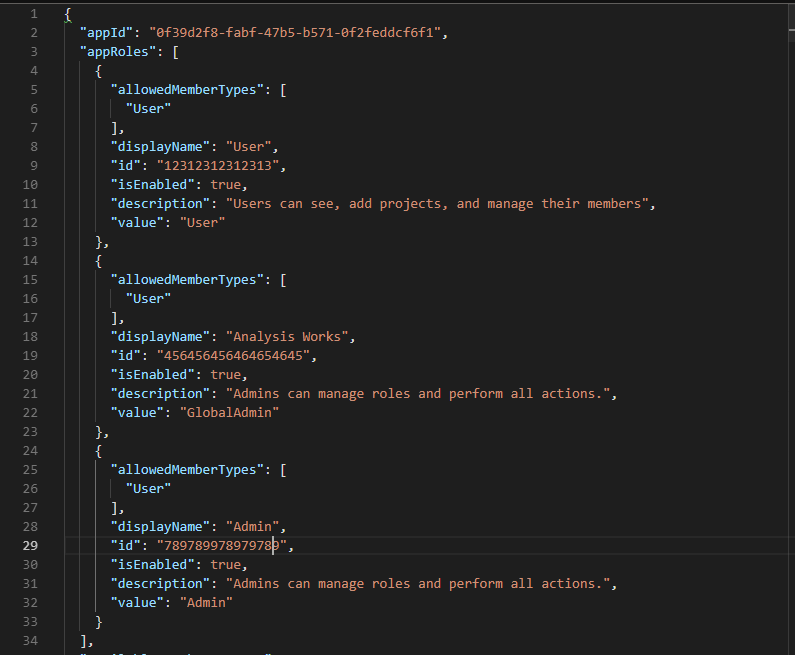 1 {
2 "appId": "0f39d2f8-fabf-47b5-b571-0f2feddcf6f1",
3 "appRoles": [
4 {
5 "allowedMemberTypes": [
6 "User"
7 ],
8 "displayName": "User",
9 "id": "12312312312313",
10 "isEnabled": true,
11 "description": "Users can see, add projects, and manage their members",
12 "value": "User"
13 },
14 {
15 "allowedMemberTypes": [
16 "User"
17 ],
18 "displayName": "Analysis Works",
19 "id": "456456456464654645",
20 "isEnabled": true,
21 "description": "Admins can manage roles and perform all actions.",
22 "value": "GlobalAdmin"
23 },
24 {
25 "allowedMemberTypes": [
26 "User"
27 ],
28 "displayName": "Admin",
29 "id": "789789978979789",
30 "isEnabled": true,
31 "description": "Admins can manage roles and perform all actions.",
32 "value": "Admin"
33 }
34 ],